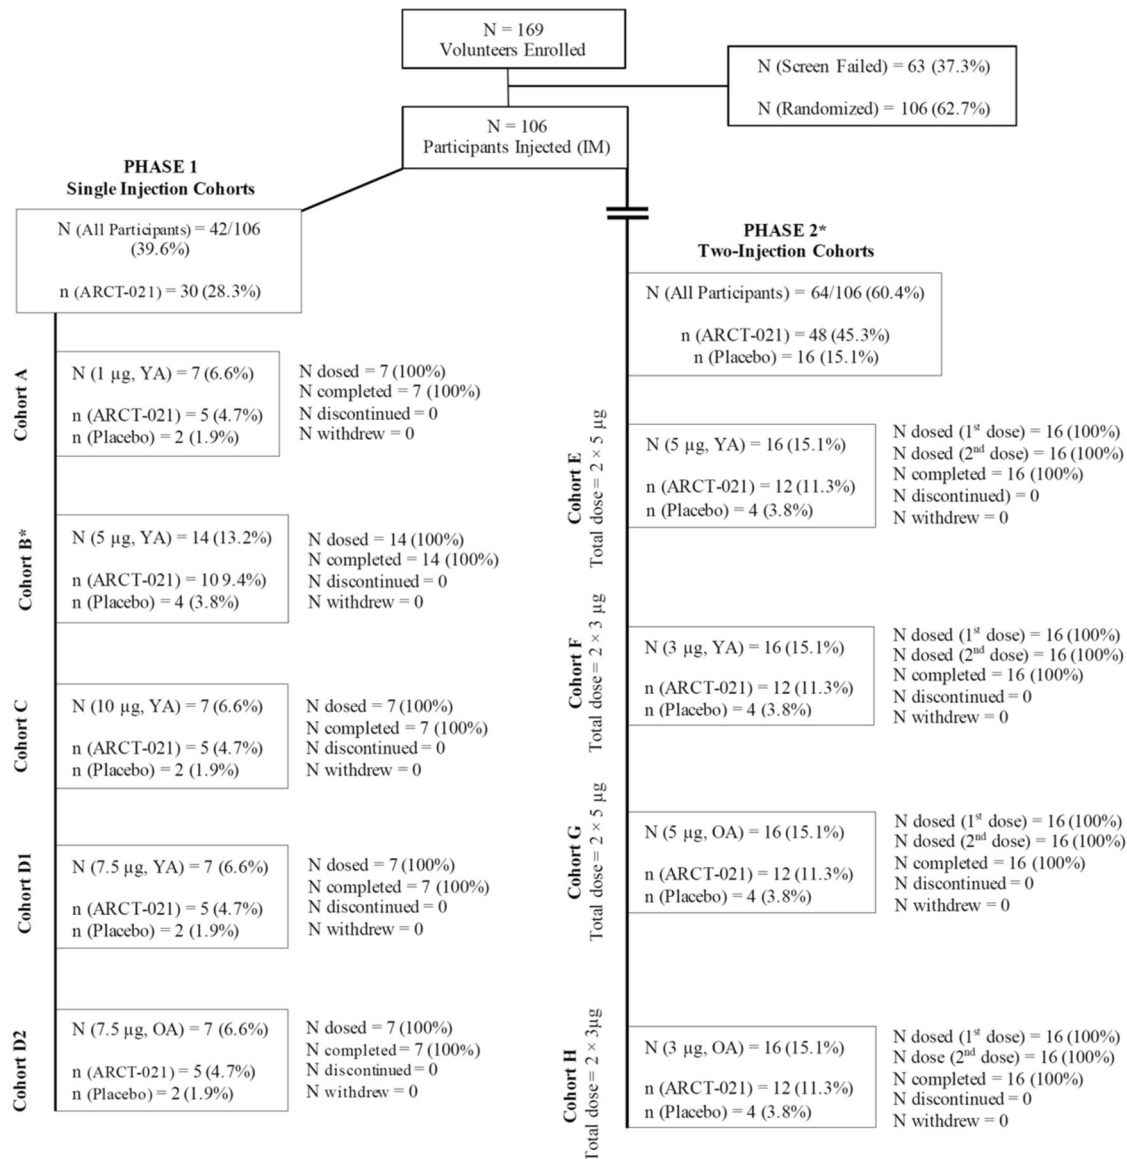 N = 169
Volunteers Enrolled
N (Screen Failed) = 63 (37.3%)
N (Randomized) = 106 (62.7%)
N = 106
Participants Injected (IM)
PHASE 1
Single Injection Cohorts
N (All Participants) = 42/106
(39.6%)
n (ARCT-021) = 30 (28.3%)
Cohort A
N (1 µg, YA) = 7 (6.6%)
n (ARCT-021) = 5 (4.7%)
n (Placebo) = 2 (1.9%)
N dosed = 7 (100%)
N completed = 7 (100%)
N discontinued = 0
N withdrew = 0
Cohort B*
N (5 µg, YA) = 14 (13.2%)
n (ARCT-021) = 10 9.4%)
n (Placebo) = 4 (3.8%)
N dosed = 14 (100%)
N completed = 14 (100%)
N discontinued = 0
N withdrew = 0
Cohort C
N (10 µg, YA) = 7 (6.6%)
n (ARCT-021) = 5 (4.7%)
n (Placebo) = 2 (1.9%)
N dosed = 7 (100%)
N completed = 7 (100%)
N discontinued = 0
N withdrew = 0
Cohort D1
N (7.5 µg, YA) = 7 (6.6%)
n (ARCT-021) = 5 (4.7%)
n (Placebo) = 2 (1.9%)
N dosed = 7 (100%)
N completed = 7 (100%)
N discontinued = 0
N withdrew = 0
Cohort D2
N (7.5 µg, OA) = 7 (6.6%)
n (ARCT-021) = 5 (4.7%)
n (Placebo) = 2 (1.9%)
N dosed = 7 (100%)
N completed = 7 (100%)
N discontinued = 0
N withdrew = 0
PHASE 2*
Two-Injection Cohorts
N (All Participants) = 64/106 (60.4%)
n (ARCT-021) = 48 (45.3%)
n (Placebo) = 16 (15.1%)
Cohort E
Total dose = 2 × 5 µg
N (5 µg, YA) = 16 (15.1%)
n (ARCT-021) = 12 (11.3%)
n (Placebo) = 4 (3.8%)
N dosed (1st dose) = 16 (100%)
N dosed (2nd dose) = 16 (100%)
N completed = 16 (100%)
N discontinued) = 0
N withdrew = 0
Cohort F
Total dose = 2 × 3 µg
N (3 µg, YA) = 16 (15.1%)
n (ARCT-021) = 12 (11.3%)
n (Placebo) = 4 (3.8%)
N dosed (1st dose) = 16 (100%)
N dosed (2nd dose) = 16 (100%)
N completed = 16 (100%)
N discontinued = 0
N withdrew = 0
Cohort G
Total dose = 2 × 5 µg
N (5 µg, OA) = 16 (15.1%)
n (ARCT-021) = 12 (11.3%)
n (Placebo) = 4 (3.8%)
N dosed (1st dose) = 16 (100%)
N dosed (2nd dose) = 16 (100%)
N completed = 16 (100%)
N discontinued = 0
N withdrew = 0
Cohort H
Total dose = 2 × 3µg
N (3 µg, OA) = 16 (15.1%)
n (ARCT-021) = 12 (11.3%)
n (Placebo) = 4 (3.8%)
N dosed (1st dose) = 16 (100%)
N dose (2nd dose) = 16 (100%)
N completed = 16 (100%)
N discontinued = 0
N withdrew = 0